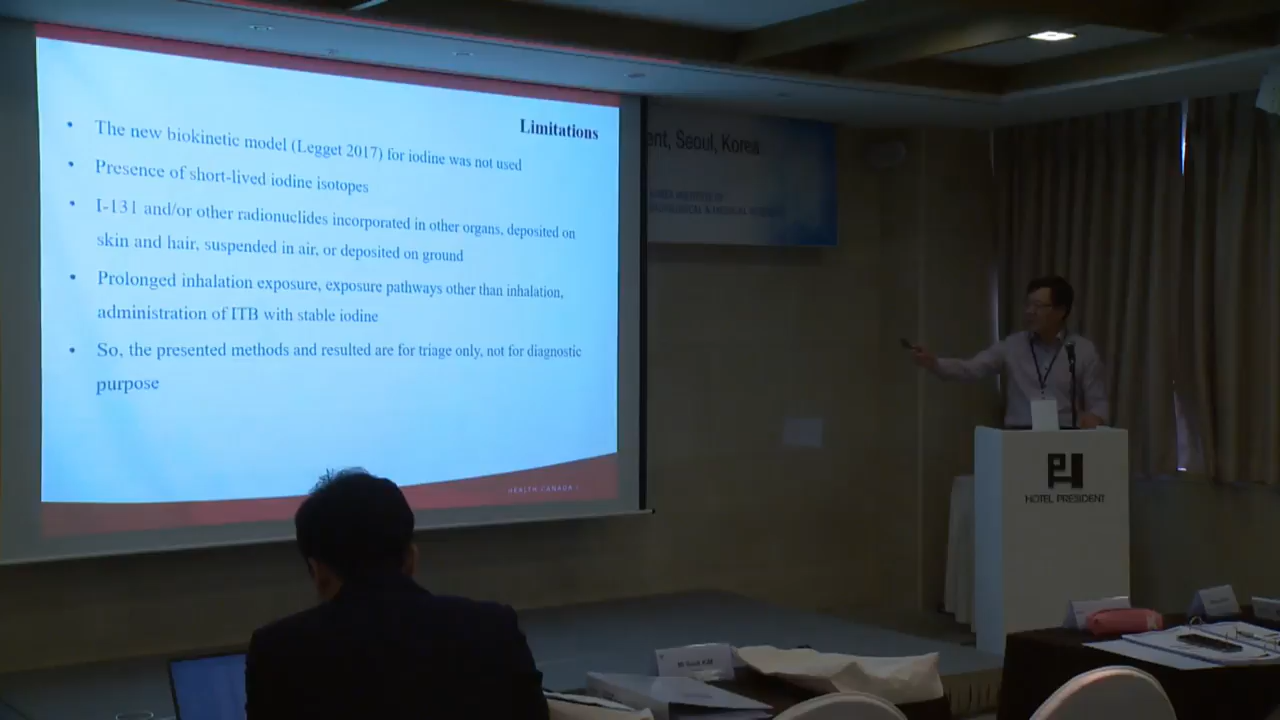 Limitations
• The new biokinetic model (Legget 2017) for iodine was not used
• Presence of short-lived iodine isotopes
• I-131 and/or other radionuclides incorporated in other organs, deposited on
skin and hair, suspended in air, or deposited on ground
• Prolonged inhalation exposure, exposure pathways other than inhalation,
administration of ITB with stable iodine
• So, the presented methods and resulted are for triage only, not for diagnostic
purpose
HEALTH CANADA
ent, Seoul, Korea
PH
HOTEL PRESIDENT